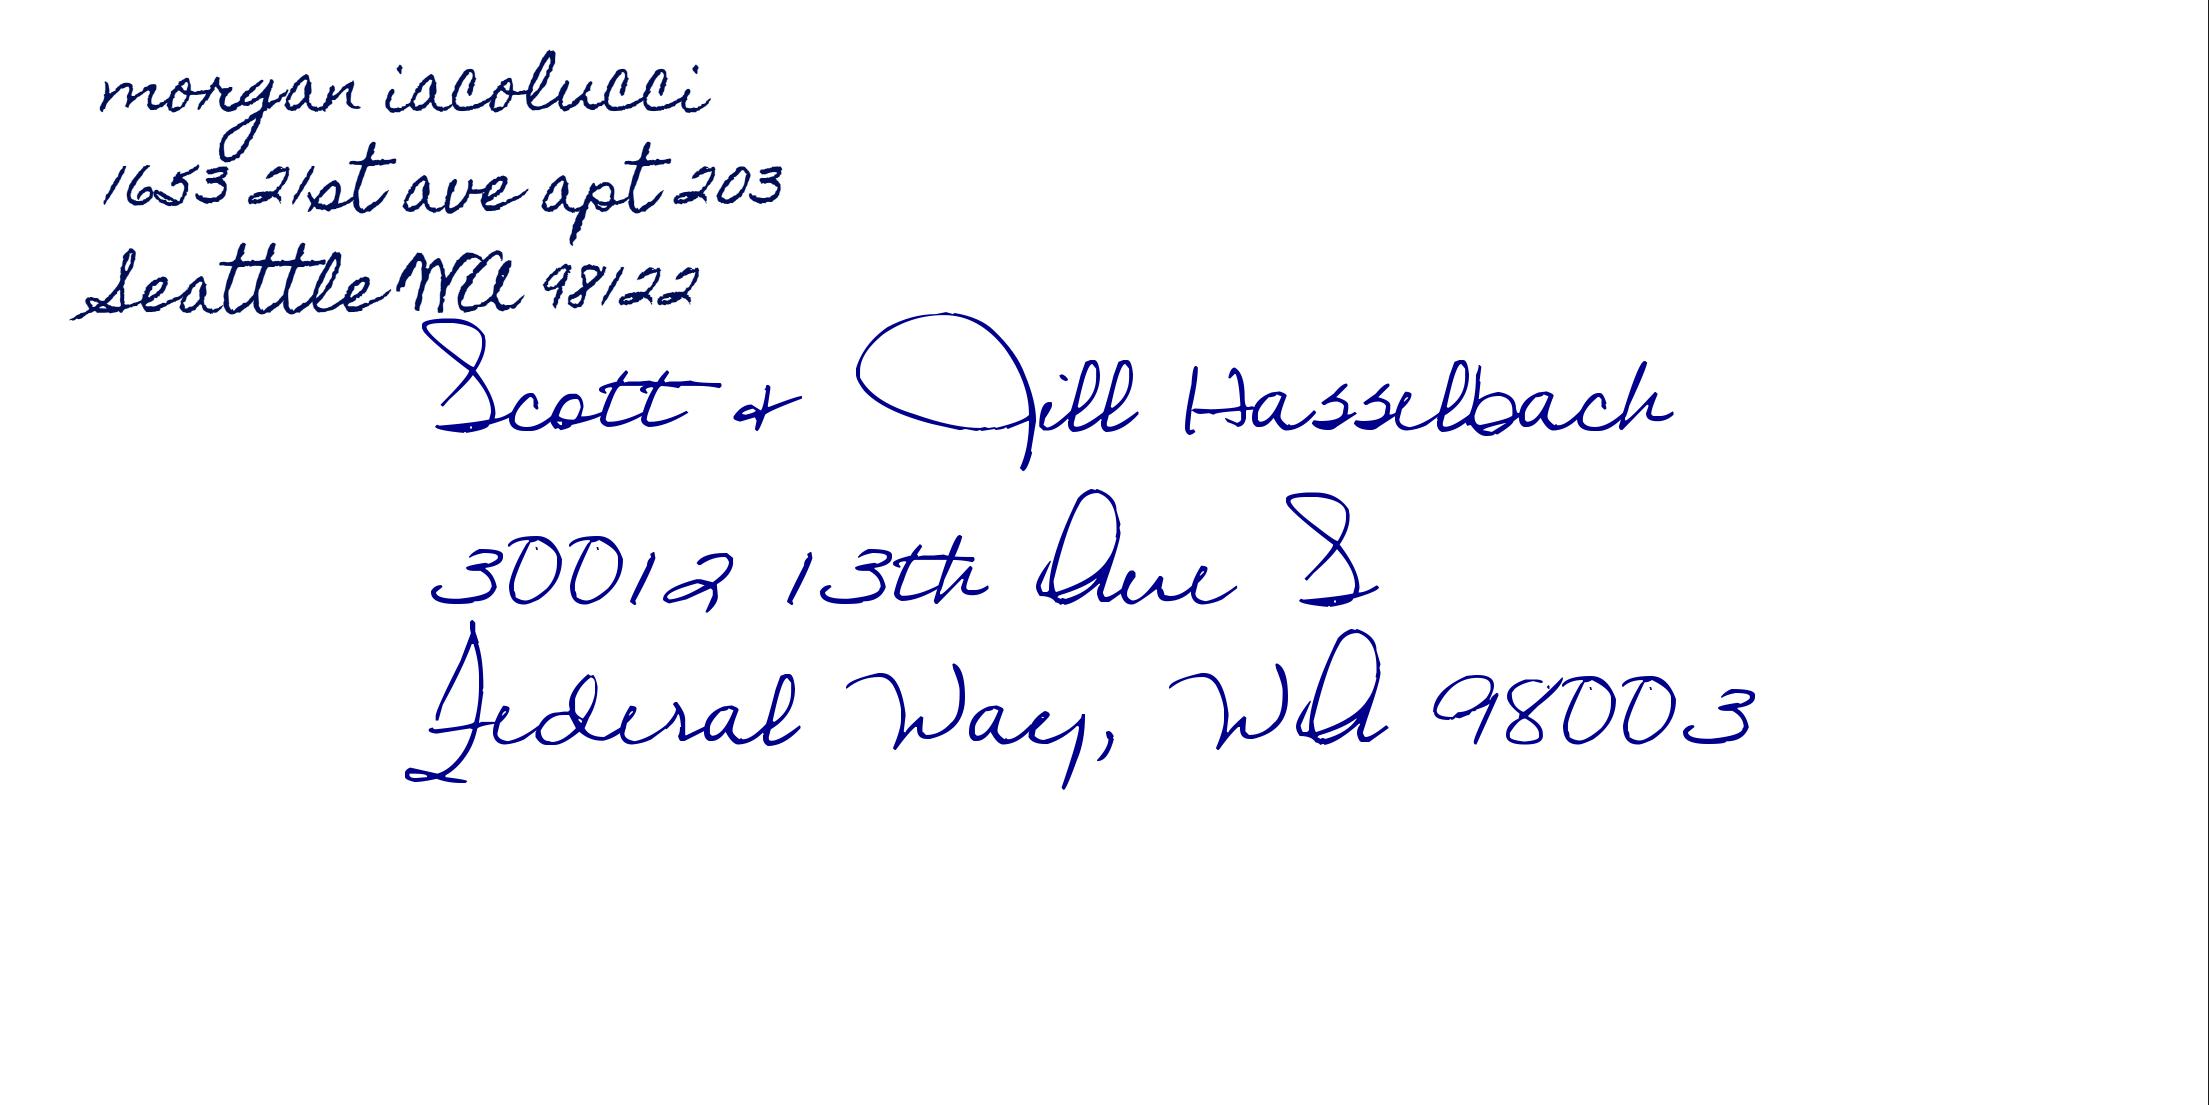 morgan iacolucci
1653 21st ave apt 203
Seatttle WA 98122
Scott & Jill Hasselbach
30012 13th Ave S
Federal Way, WA 98003